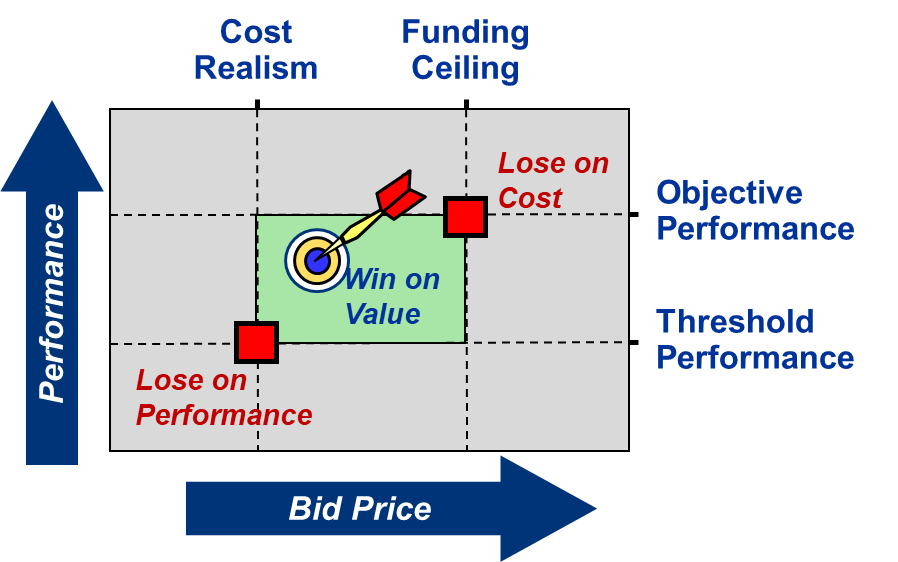 Cost
Realism
Funding
Ceiling
Performance
Lose on
Cost
Objective
Performance
Win on
Value
Threshold
Performance
Lose on
Performance
Bid Price